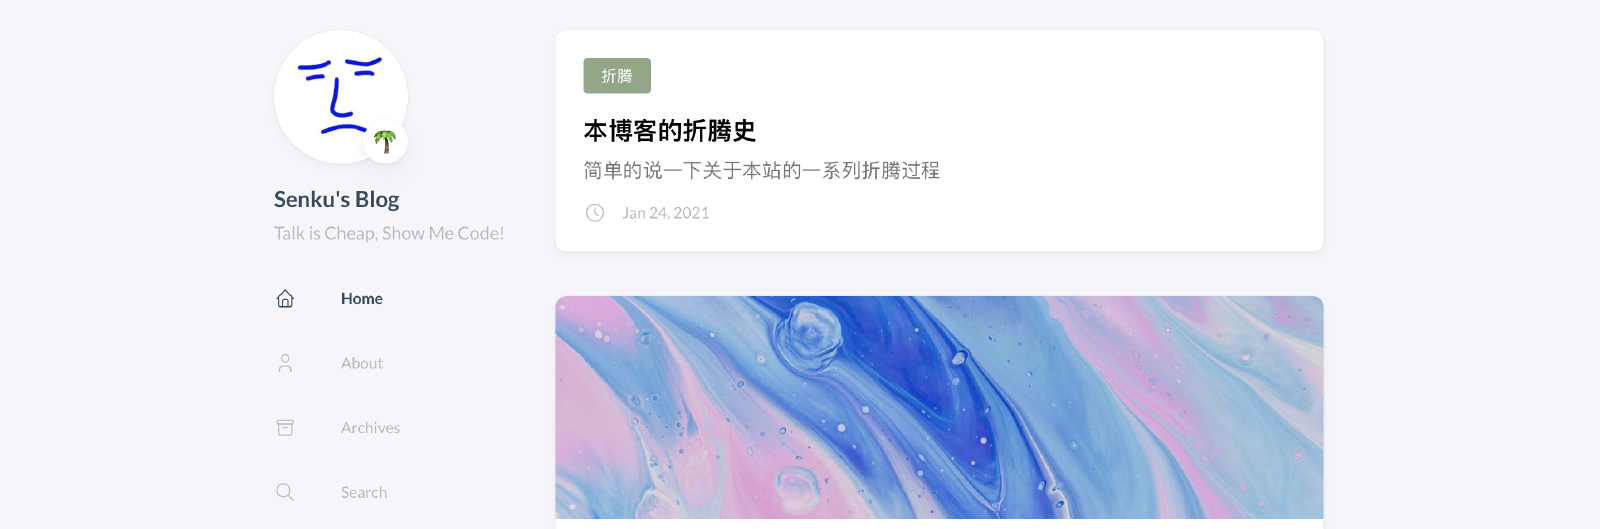 Senku's Blog
Talk is Cheap, Show Me Code!
Home
About
Archives
Search
折腾
本博客的折腾史
简单的说一下关于本站的一系列折腾过程
Jan 24, 2021